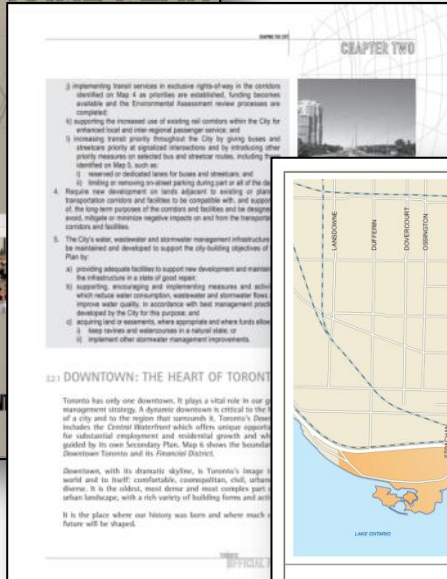 SHAPING THE CITY
CHAPTER TWO
j) implementing transit services in exclusive rights-of-way in the corridors
identified on Map 4 as priorities are established, funding becomes
available and the Environmental Assessment review processes are
completed;
k) supporting the increased use of existing rail corridors within the City for
enhanced local and inter-regional passenger service; and
l) increasing transit priority throughout the City by giving buses and
streetcars priority at signalized intersections and by introducing other
priority measures on selected bus and streetcar routes, including those
identified on Map 5, such as:
i) reserved or dedicated lanes for buses and streetcars; and
ii) limiting or removing on-street parking during part or all of the da
4. Require new development on lands adjacent to existing or plan
transportation corridors and facilities to be compatible with, and suppor
of, the long-term purposes of the corridors and facilities and be designe
avoid, mitigate or minimize negative impacts on and from the transporta
corridors and facilities.
5. The City's water, wastewater and stormwater management infrastructure
be maintained and developed to support the city-building objectives of
Plan by:
a) providing adequate facilities to support new development and maintain
the infrastructure in a state of good repair;
b) supporting, encouraging and implementing measures and activi
which reduce water consumption, wastewater and stormwater flows
improve water quality, in accordance with best management practi
developed by the City for this purpose; and
c) acquiring land or easements, where appropriate and where funds allow
i) keep ravines and watercourses in a natural state; or
ii) implement other stormwater management improvements.
2.2.1 DOWNTOWN: THE HEART OF TORONT
Toronto has only one downtown. It plays a vital role in our g
management strategy. A dynamic downtown is critical to the h
of a city and to the region that surrounds it. Toronto's Down
includes the Central Waterfront which offers unique opportu
for substantial employment and residential growth and wh
guided by its own Secondary Plan. Map 6 shows the boundar
Downtown Toronto and its Financial District.
Downtown, with its dramatic skyline, is Toronto's image t
world and to itself: comfortable, cosmopolitan, civil, urbane
diverse. It is the oldest, most dense and most complex part o
urban landscape, with a rich variety of building forms and acti
It is the place where our history was born and where much o
future will be shaped.
TORONTO
OFFICIAL
LANSDOWNE
DUFFERIN
DOVERCOURT
OSSINGTON
STRACHAN
LAKE ONTARIO